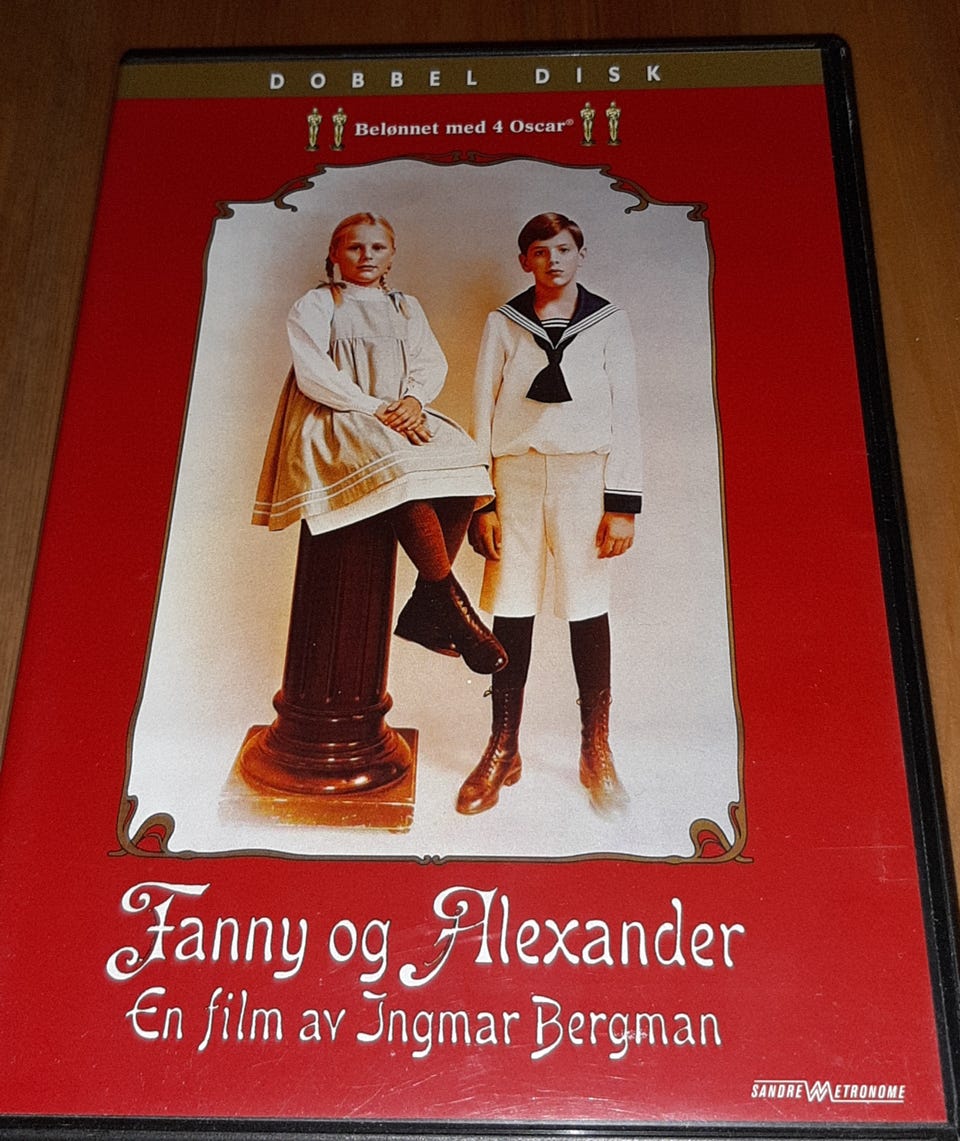 DOBBEL DISK
Belønnet med 4 Oscar®
Fanny og Alexander
En film av Ingmar Bergman
SANDREW METRONOME